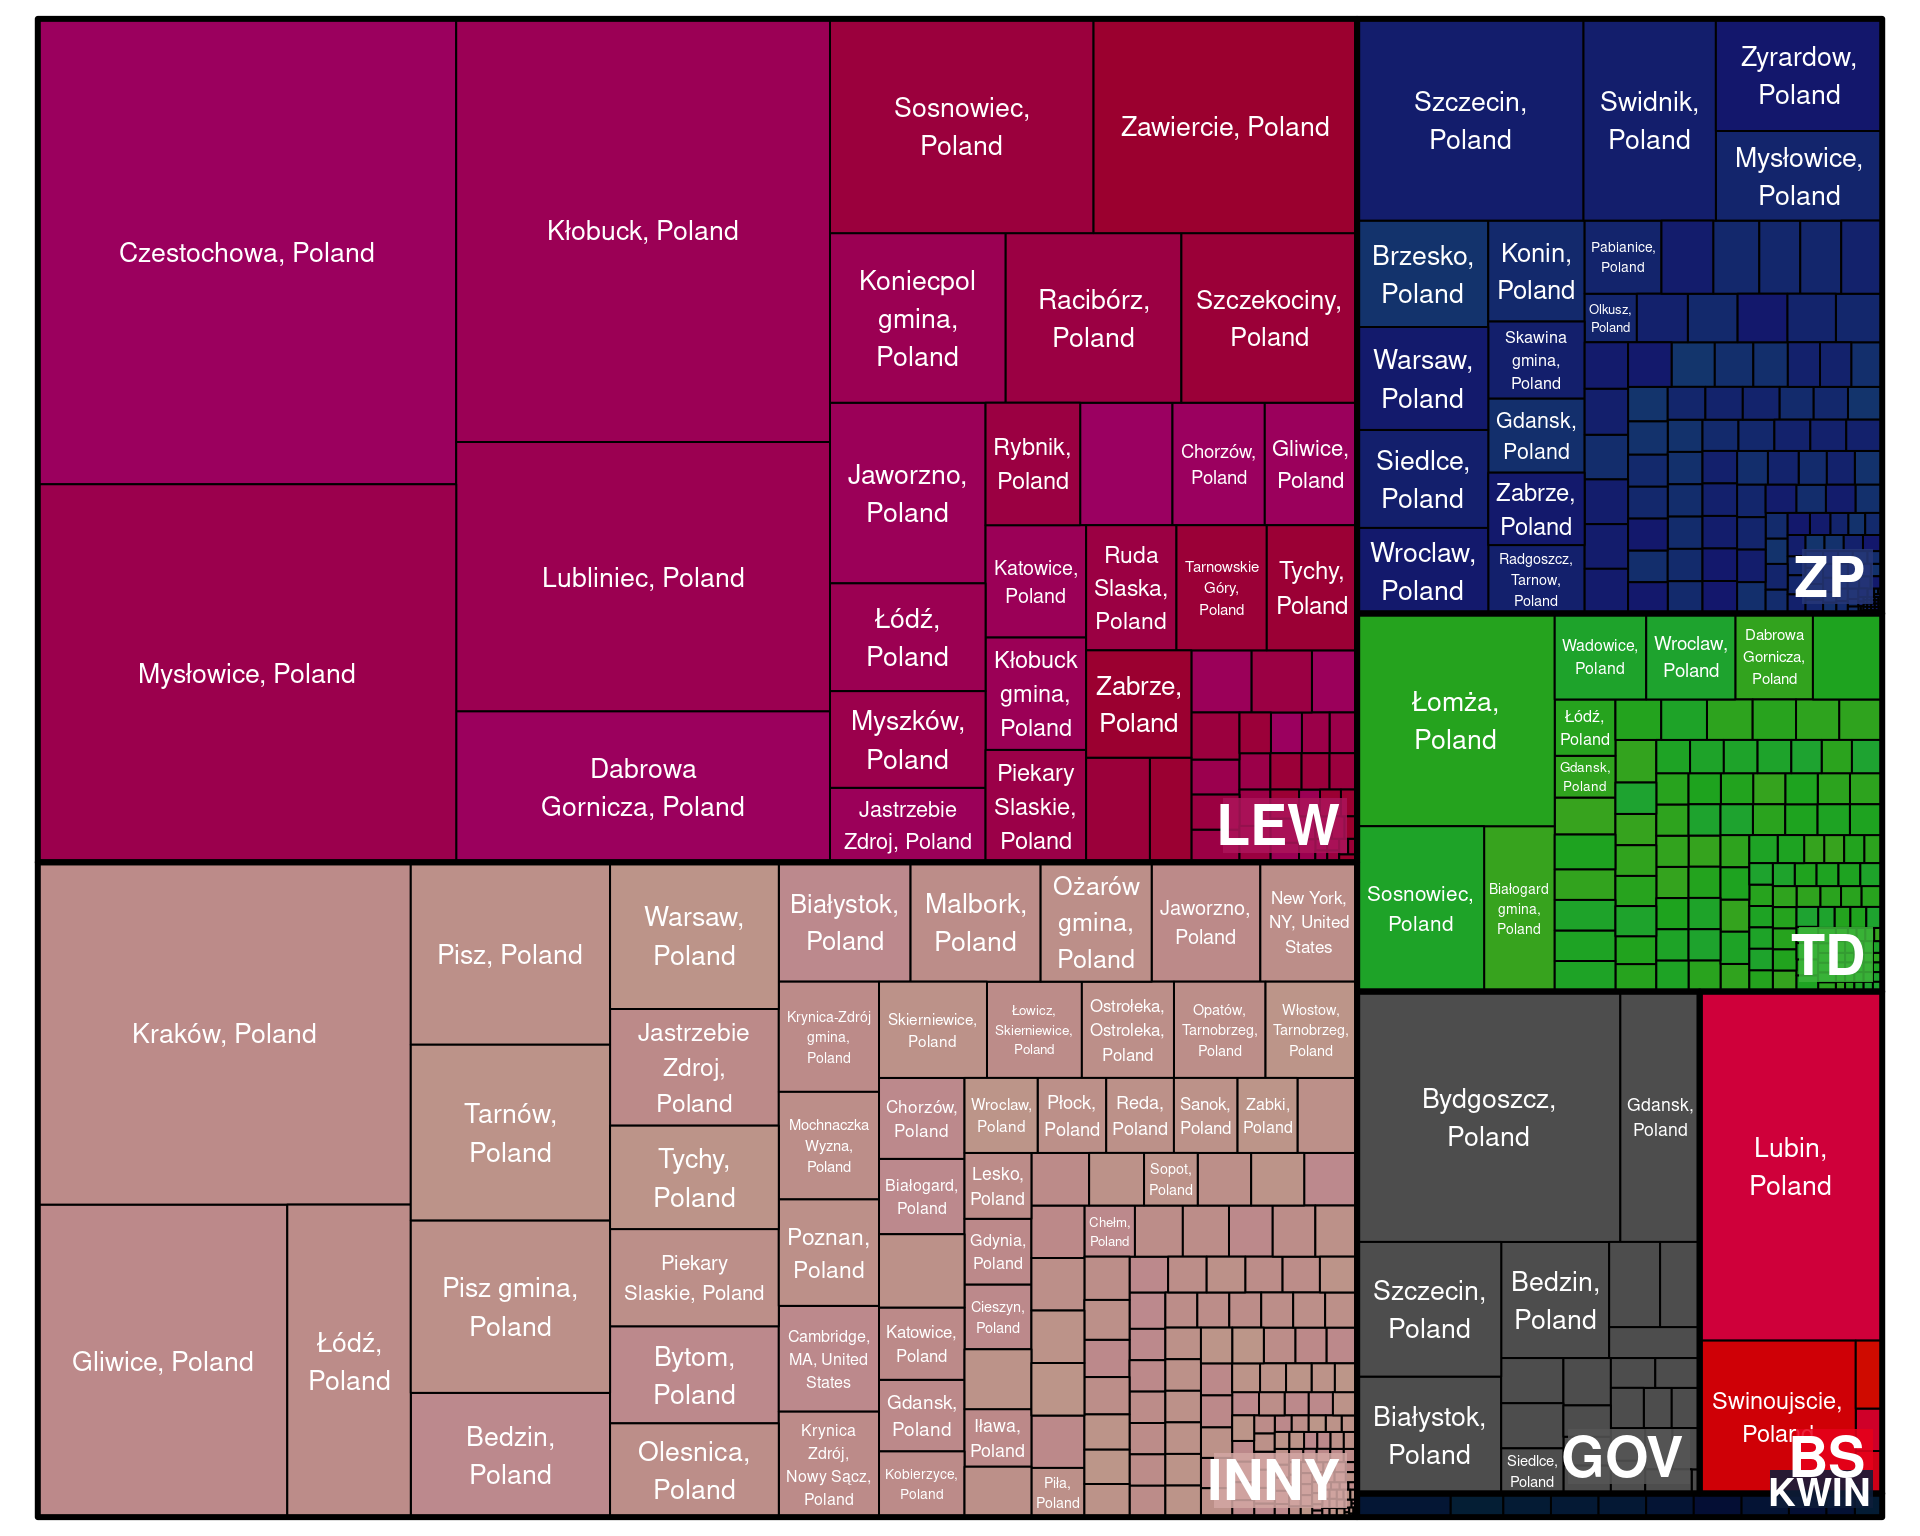 Czestochowa, Poland
Mysłowice, Poland
Kłobuck, Poland
Lubliniec, Poland
Dabrowa
Gornicza, Poland
Sosnowiec,
Poland
Zawiercie, Poland
Koniecpol
gmina,
Poland
Racibórz,
Poland
Szczekociny,
Poland
Jaworzno,
Poland
Łódź,
Poland
Myszków,
Poland
Jastrzebie
Zdroj, Poland
Rybnik,
Poland
Chorzów,
Poland
Gliwice,
Poland
Katowice,
Poland
Kłobuck
gmina,
Poland
Piekary
Slaskie,
Poland
Ruda
Slaska,
Poland
Tarnowskie
Góry,
Poland
Tychy,
Poland
Zabrze,
Poland
LEW
Szczecin,
Poland
Swidnik,
Poland
Zyrardow,
Poland
Mysłowice,
Poland
Brzesko,
Poland
Warsaw,
Poland
Siedlce,
Poland
Wroclaw,
Poland
Konin,
Poland
Skawina
gmina,
Poland
Gdansk,
Poland
Zabrze,
Poland
Radgoszcz,
Tarnow,
Poland
Pabianice,
Poland
Olkusz,
Poland
ZP
Łomża,
Poland
Sosnowiec,
Poland
Białogard
gmina,
Poland
Wadowice,
Poland
Wroclaw,
Poland
Dabrowa
Gornicza,
Poland
Łódź,
Poland
Gdansk,
Poland
TD
Kraków, Poland
Gliwice, Poland
Łódź,
Poland
Pisz, Poland
Tarnów,
Poland
Pisz gmina,
Poland
Bedzin,
Poland
Warsaw,
Poland
Jastrzebie
Zdroj,
Poland
Tychy,
Poland
Piekary
Slaskie, Poland
Bytom,
Poland
Olesnica,
Poland
Białystok,
Poland
Malbork,
Poland
Ożarów
gmina,
Poland
Jaworzno,
Poland
New York,
NY, United
States
Krynica-Zdrój
gmina,
Poland
Mochnaczka
Wyzna,
Poland
Poznan,
Poland
Cambridge,
MA, United
States
Krynica
Zdrój,
Nowy Sącz,
Poland
Skierniewice,
Poland
Łowicz,
Skierniewice,
Poland
Ostrołeka,
Ostroleka,
Poland
Opatów,
Tarnobrzeg,
Poland
Włostow,
Tarnobrzeg,
Poland
Chorzów,
Poland
Białogard,
Poland
Katowice,
Poland
Gdansk,
Poland
Kobierzyce,
Poland
Wroclaw,
Poland
Płock,
Poland
Reda,
Poland
Sanok,
Poland
Zabki,
Poland
Lesko,
Poland
Gdynia,
Poland
Cieszyn,
Poland
Iława,
Poland
Sopot,
Poland
Chełm,
Poland
Piła,
Poland
INNY
Bydgoszcz,
Poland
Gdansk,
Poland
Szczecin,
Poland
Białystok,
Poland
Bedzin,
Poland
Siedlce,
Poland
GOV
Lubin,
Poland
Swinoujscie,
Poland
BS
KWIN